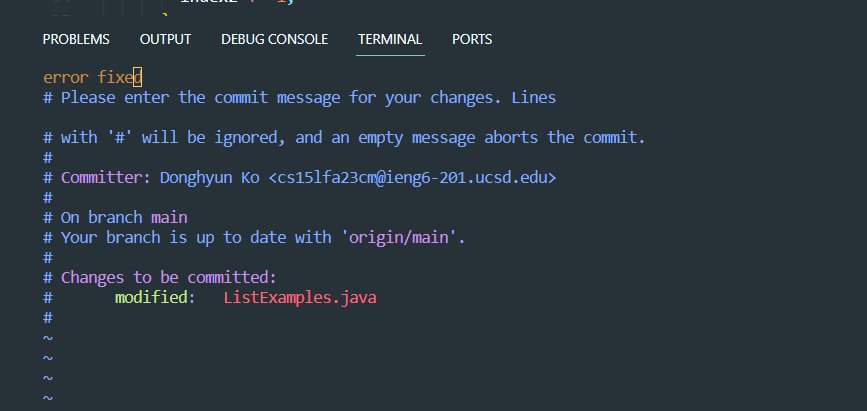 PROBLEMS OUTPUT DEBUG CONSOLE TERMINAL PORTS
error fixed
# Please enter the commit message for your changes. Lines
# with '#' will be ignored, and an empty message aborts the commit.
#
# Committer: Donghyun Ko <cs15lfa23cm@ieng6-201.ucsd.edu>
#
# On branch main
# Your branch is up to date with 'origin/main'.
#
# Changes to be committed:
#       modified:   ListExamples.java
#
~
~
~
~